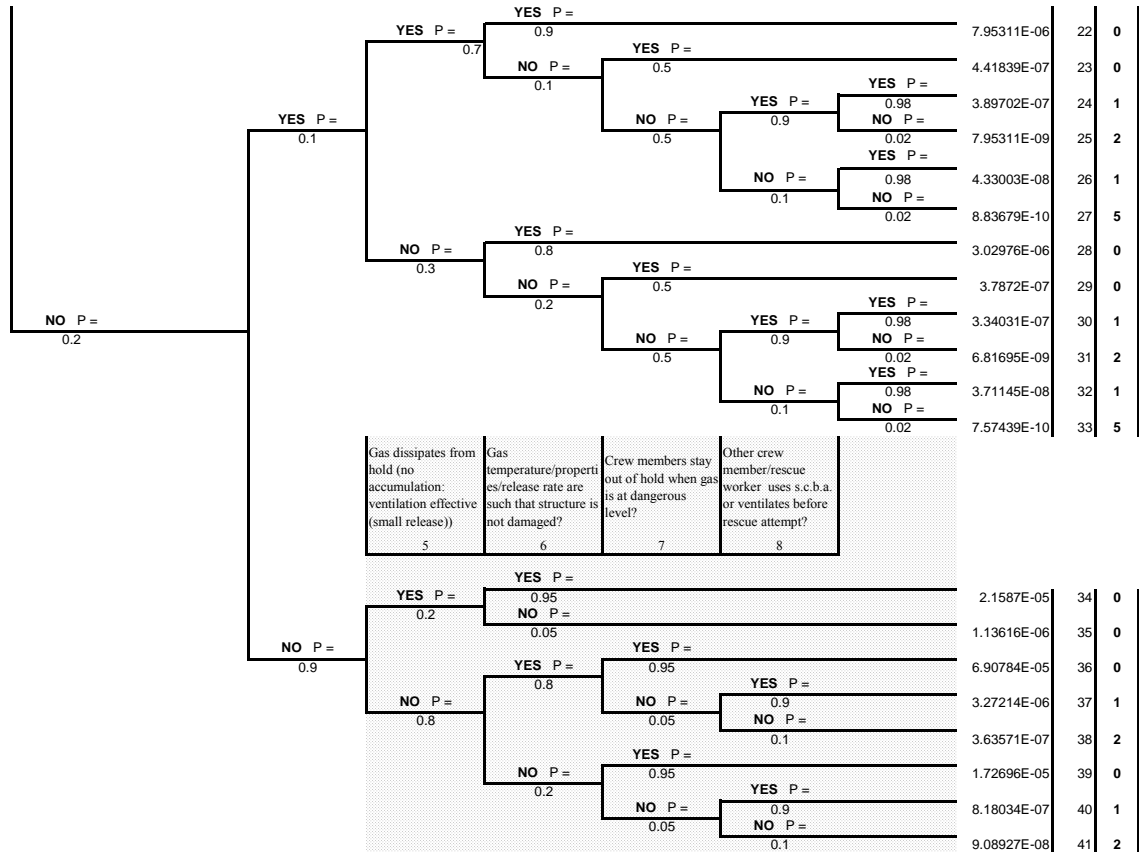 YES P =
0.9
7.95311E-06 22 0
YES P =
0.7
YES P =
0.5
4.41839E-07 23 0
NO P =
0.1
YES P =
0.98
3.89702E-07 24 1
YES P =
0.9
NO P =
0.02
7.95311E-09 25 2
YES P =
0.1
NO P =
0.5
YES P =
0.98
4.33003E-08 26 1
NO P =
0.1
NO P =
0.02
8.83679E-10 27 5
YES P =
0.8
3.02976E-06 28 0
NO P =
0.3
YES P =
0.5
3.7872E-07 29 0
NO P =
0.2
YES P =
0.98
3.34031E-07 30 1
NO P =
0.2
YES P =
0.9
NO P =
0.02
6.81695E-09 31 2
NO P =
0.5
YES P =
0.98
3.71145E-08 32 1
NO P =
0.1
NO P =
0.02
7.57439E-10 33 5
Gas dissipates from
hold (no
accumulation:
ventilation effective
(small release))
5
Gas
temperature/properti
es/release rate are
such that structure is
not damaged?
6
Crew members stay
out of hold when gas
is at dangerous
level?
7
Other crew
member/rescue
worker uses s.c.b.a.
or ventilates before
rescue attempt?
8
YES P =
0.95
2.1587E-05 34 0
YES P =
0.2
NO P =
0.05
1.13616E-06 35 0
NO P =
0.9
YES P =
0.95
6.90784E-05 36 0
YES P =
0.8
YES P =
0.9
3.27214E-06 37 1
NO P =
0.8
NO P =
0.05
NO P =
0.1
3.63571E-07 38 2
YES P =
0.95
1.72696E-05 39 0
NO P =
0.2
YES P =
0.9
8.18034E-07 40 1
NO P =
0.05
NO P =
0.1
9.08927E-08 41 2